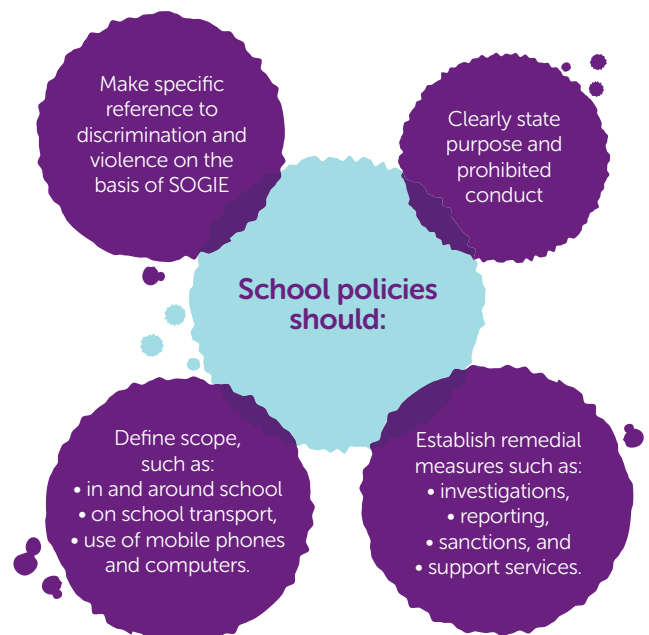 Make specific
reference to
discrimination and
violence on the
basis of SOGIE
Clearly state
purpose and
prohibited
conduct
School policies
should:
Define scope,
such as:
• in and around school
• on school transport,
• use of mobile phones
and computers.
Establish remedial
measures such as:
• investigations,
• reporting,
• sanctions, and
• support services.